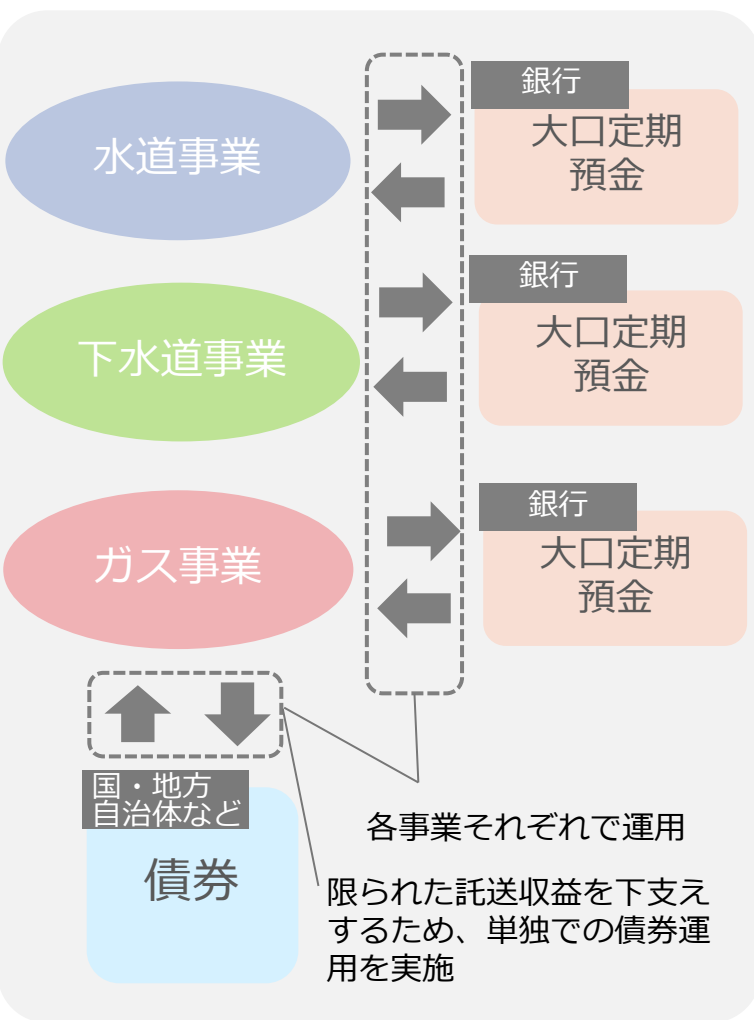 水道事業
銀行
大口定期
預金
下水道事業
銀行
大口定期
預金
ガス事業
銀行
大口定期
預金
国・地方
自治体など
債券
各事業それぞれで運用
限られた託送収益を下支え
するため、単独での債券運
用を実施